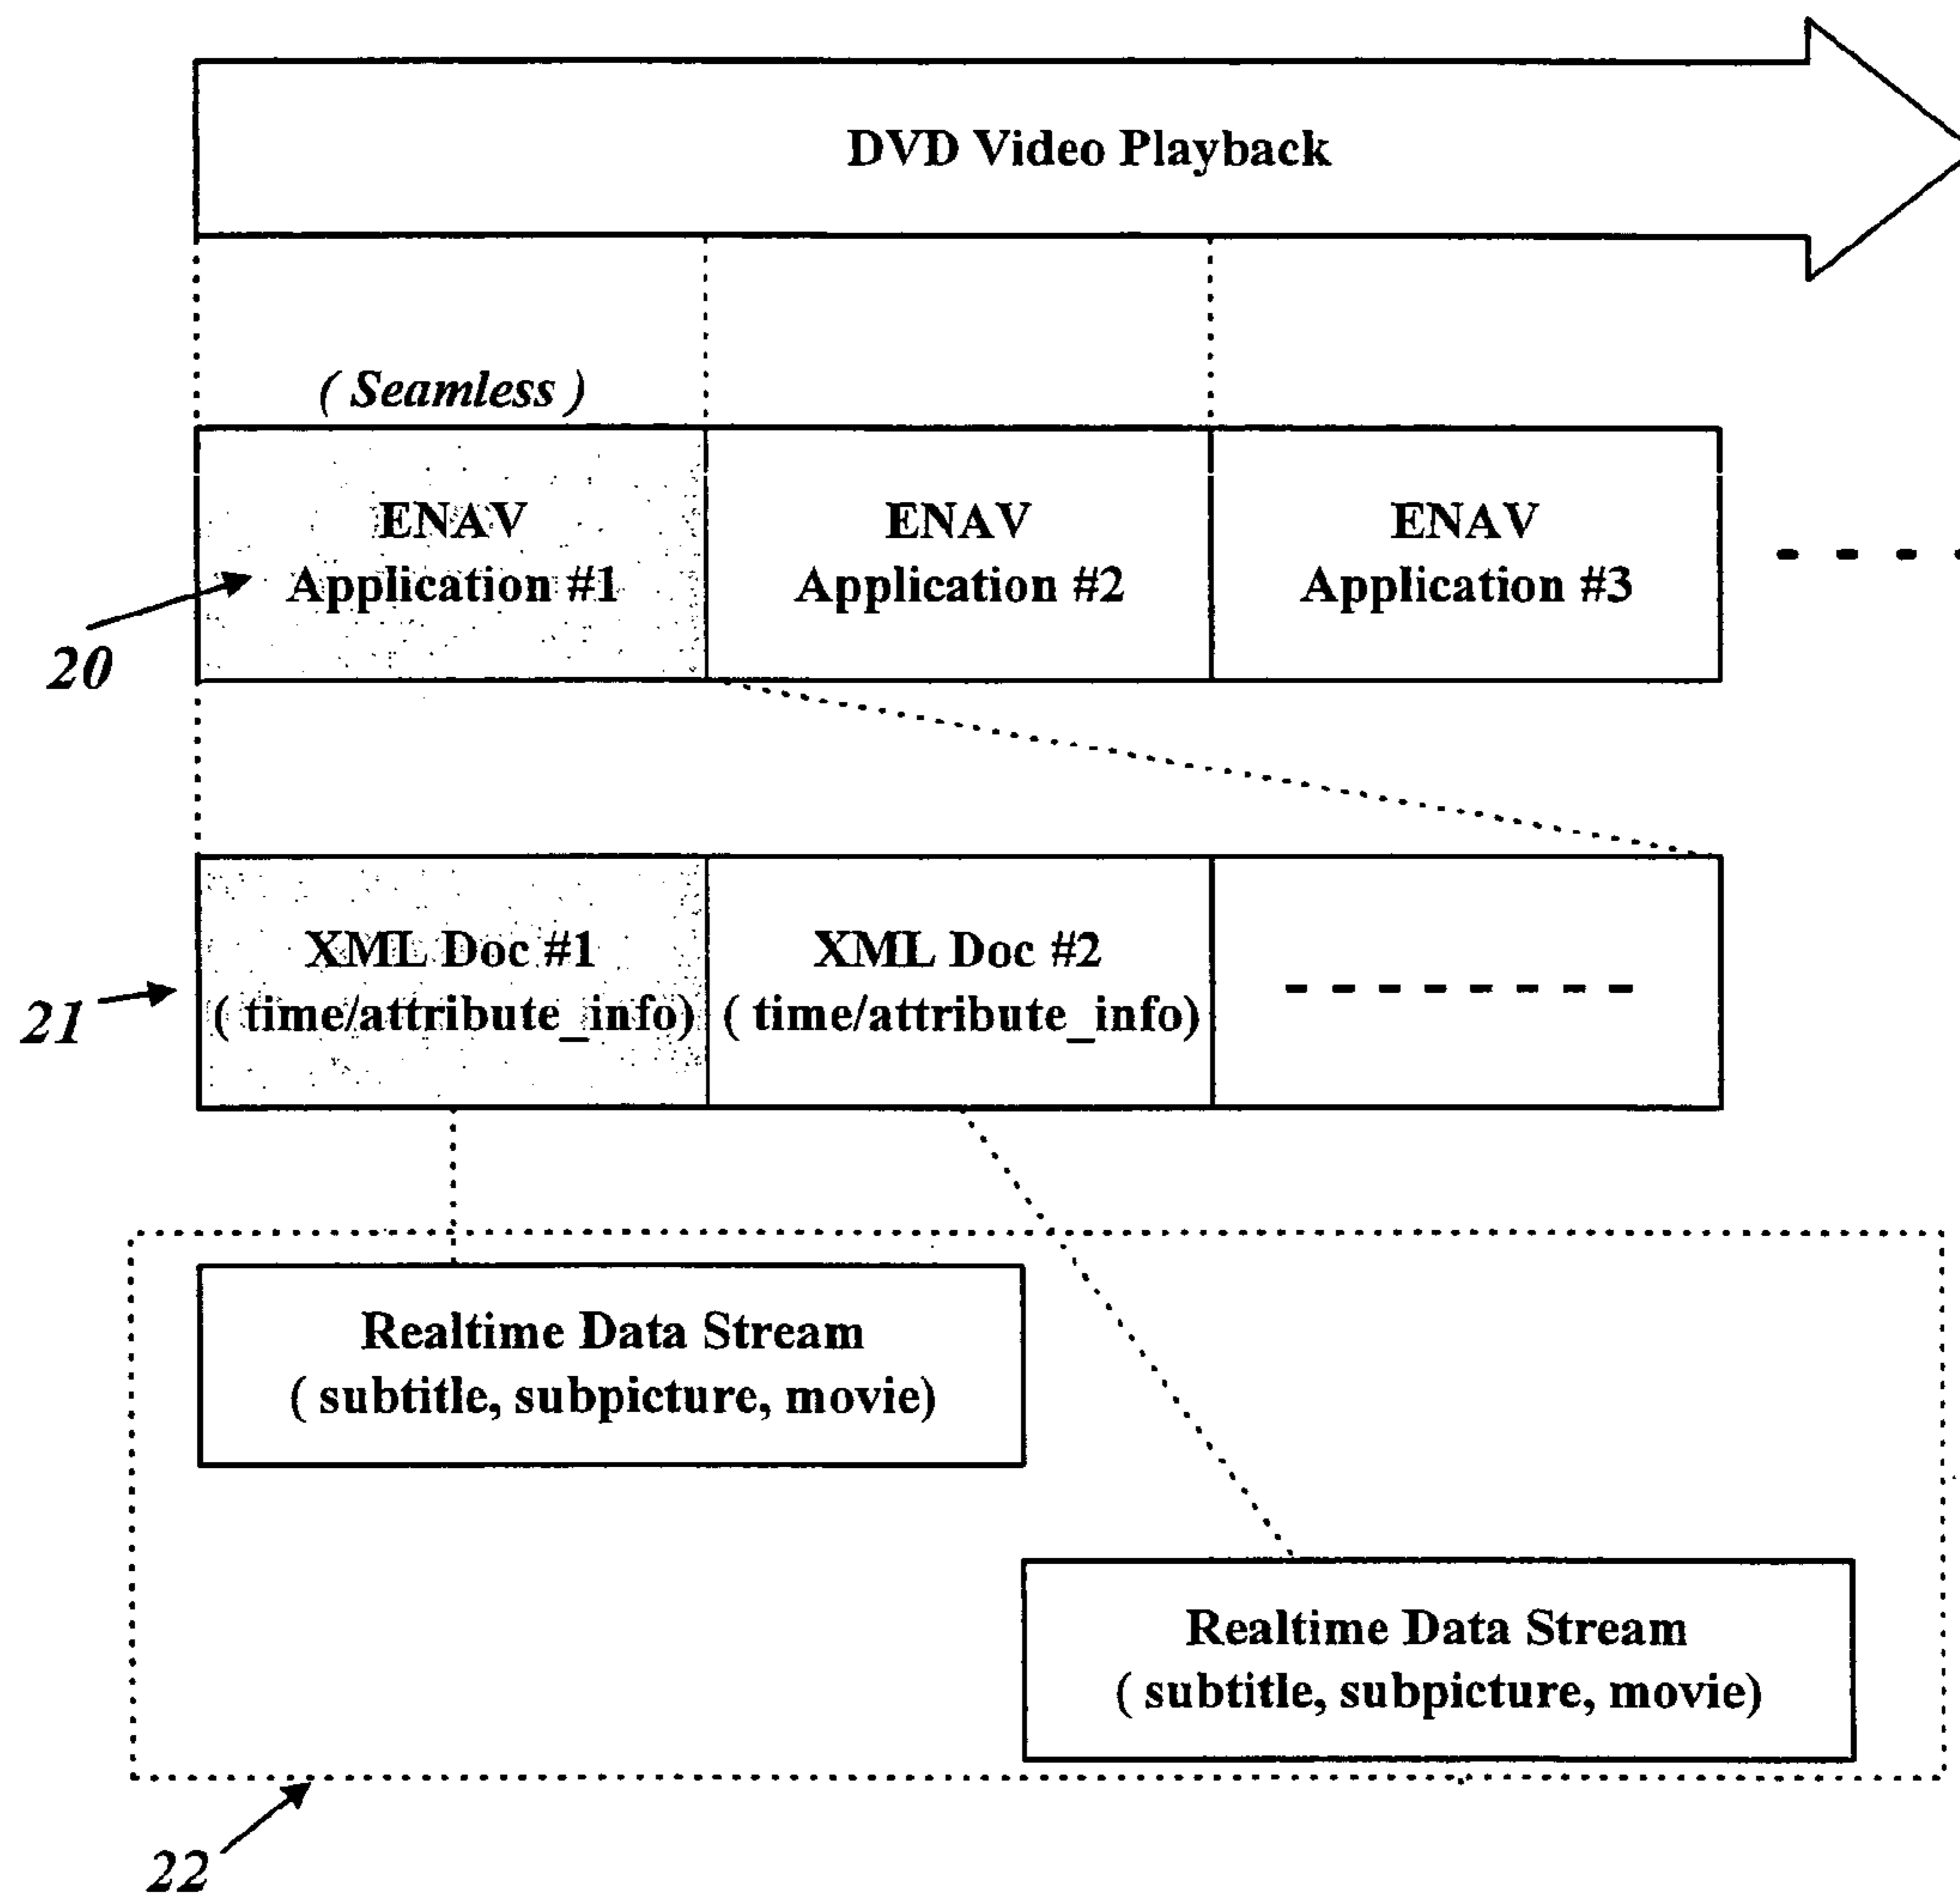 DVD Video Playback
( Seamless )
ENAV
Application #1
ENAV
Application #2
ENAV
Application #3
20
XML Doc #1
( time/attribute_info)
XML Doc #2
( time/attribute_info)
21
Realtime Data Stream
( subtitle, subpicture, movie)
Realtime Data Stream
( subtitle, subpicture, movie)
22